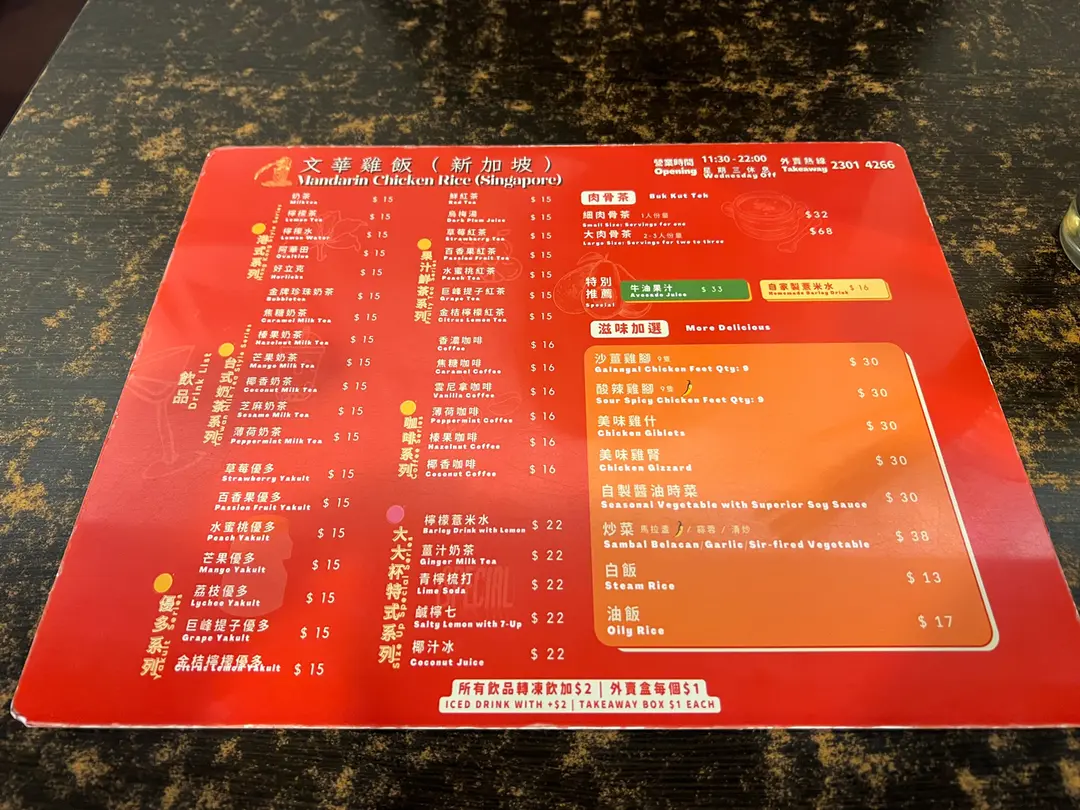 文華雞飯（新加坡）
Mandarin Chicken Rice (Singapore)
營業時間 11:30 - 22:00
Opening 星期三休息
Wednesday Off
外賣熱線
Takeaway 2301 4266
飲品
Drink List
港式系列
奶茶 $ 15
Milktea
檸檬茶 $ 15
Lemon Tea
檸檬水 $ 15
Lemon Water
阿華田 $ 15
Ovaltine
好立克 $ 15
Horlicks
台式奶茶系列
金牌珍珠奶茶 $ 15
Bubbletea
焦糖奶茶 $ 15
Caramel Milk Tea
榛果奶茶 $ 15
Hazelnut Milk Tea
芒果奶茶 $ 15
Mango Milk Tea
椰香奶茶 $ 15
Coconut Milk Tea
芝麻奶茶 $ 15
Sesame Milk Tea
薄荷奶茶 $ 15
Peppermint Milk Tea
優多系列
Yakult Series
草莓優多 $ 15
Strawberry Yakult
百香果優多 $ 15
Passion Fruit Yakult
水蜜桃優多 $ 15
Peach Yakult
芒果優多 $ 15
Mango Yakult
荔枝優多 $ 15
Lychee Yakult
巨峰提子優多 $ 15
Grape Yakult
金桔檸檬優多 $ 15
Citrus Lemon Yakult
果汁鮮茶系列
鮮紅茶 $ 15
Red Tea
烏梅湯 $ 15
Dark Plum Juice
草莓紅茶 $ 15
Strawberry Tea
百香果紅茶 $ 15
Passion Fruit Tea
水蜜桃紅茶 $ 15
Peach Tea
巨峰提子紅茶 $ 15
Grape Tea
金桔檸檬紅茶 $ 15
Citrus Lemon Tea
咖啡系列
Coffee Series
香濃咖啡 $ 16
Coffee
焦糖咖啡 $ 16
Caramel Coffee
雲尼拿咖啡 $ 16
Vanilla Coffee
薄荷咖啡 $ 16
Peppermint Coffee
榛果咖啡 $ 16
Hazelnut Coffee
椰香咖啡 $ 16
Coconut Coffee
大大杯特式系列
Size Up Special Series
檸檬薏米水 $ 22
Barley Drink with Lemon
薑汁奶茶 $ 22
Ginger Milk Tea
青檸梳打 $ 22
Lime Soda
鹹檸七 $ 22
Salty Lemon with 7-Up
椰汁冰 $ 22
Coconut Juice
SPECIAL
肉骨茶 Buk Kut Teh
細肉骨茶 1人份量 $32
Small Size: Servings for one
大肉骨茶 2-3人份量 $68
Large Size: Servings for two to three
特別
推薦
Special
牛油果汁 $ 33
Avocado Juice
自家製薏米水 $ 16
Homemade Barley Drink
滋味加選 More Delicious
沙薑雞腳 9隻 $ 30
Galangal Chicken Feet Qty: 9
酸辣雞腳 9隻 $ 30
Sour Spicy Chicken Feet Qty: 9
美味雞什 $ 30
Chicken Giblets
美味雞腎 $ 30
Chicken Gizzard
自製醬油時菜 $ 30
Seasonal Vegetable with Superior Soy Sauce
炒菜 馬拉盞 / 蒜蓉 / 清炒 $ 38
Sambal Belacan/Garlic/Sir-fired Vegetable
白飯 $ 13
Steam Rice
油飯 $ 17
Oily Rice
所有飲品轉凍飲加$2 | 外賣盒每個$1
ICED DRINK WITH +$2 | TAKEAWAY BOX $1 EACH